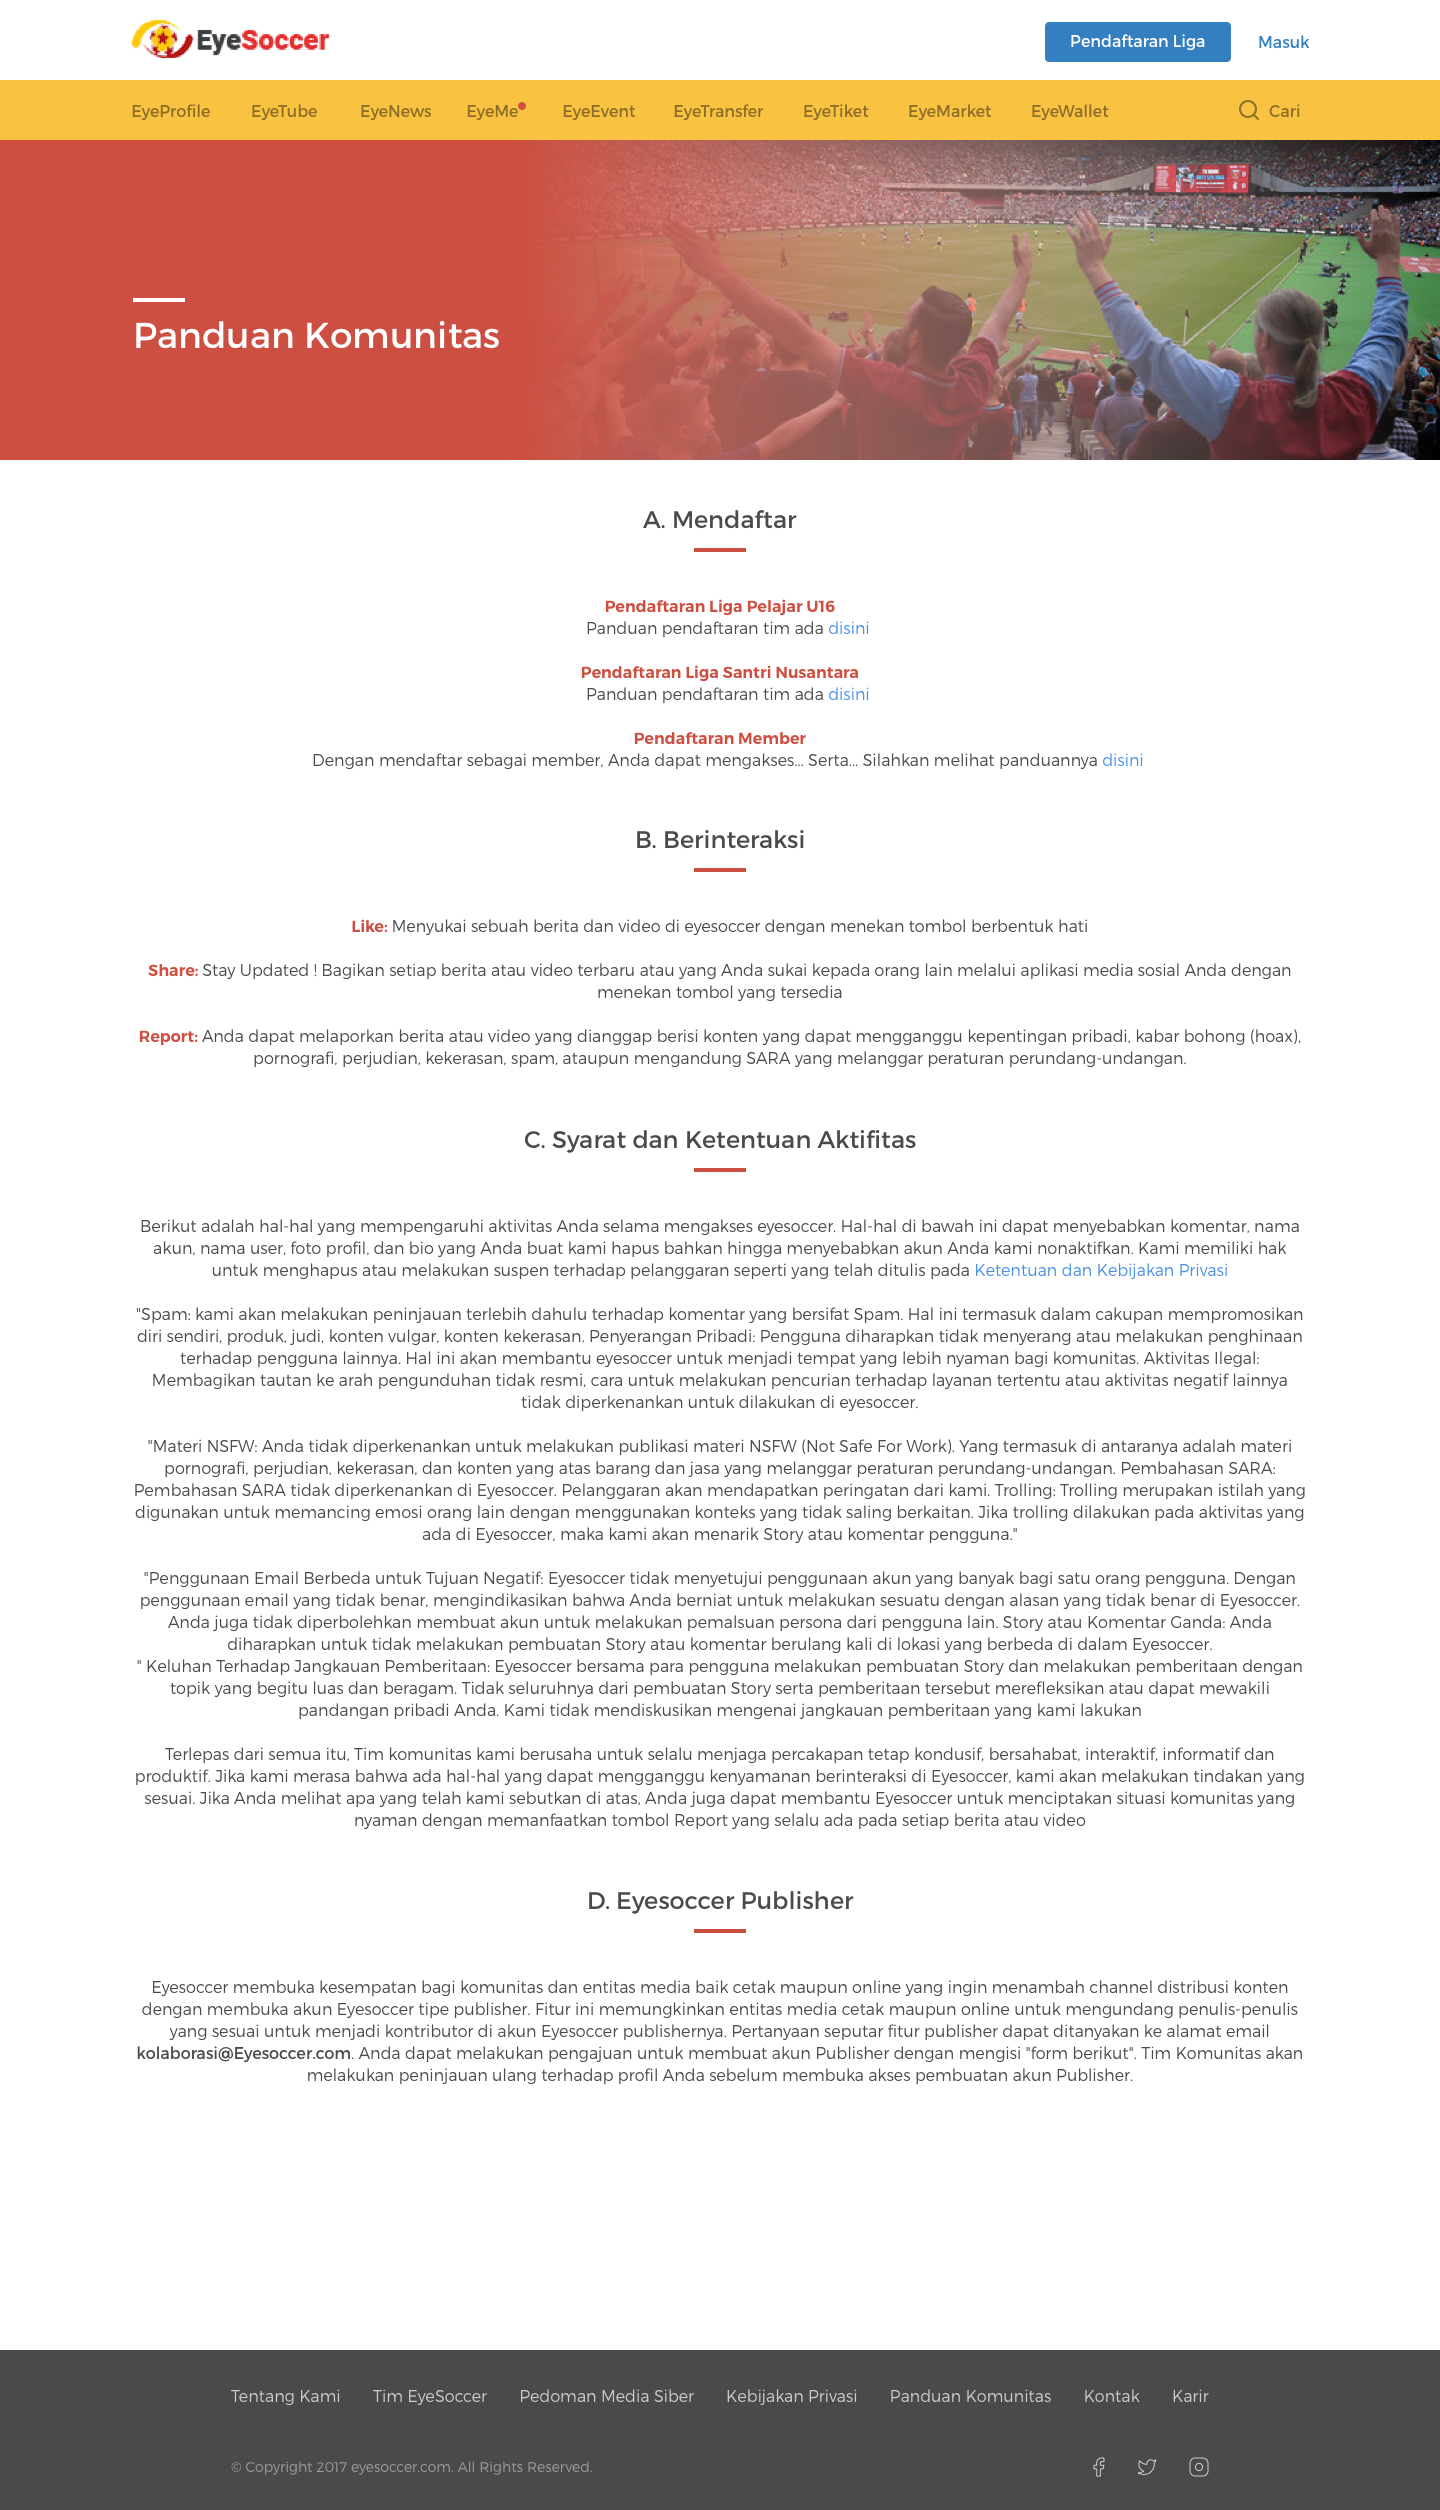 EyeSoccer
Pendaftaran Liga
Masuk
EyeProfile EyeTube EyeNews EyeMe EyeEvent EyeTransfer EyeTiket EyeMarket EyeWallet Cari
Panduan Komunitas
A. Mendaftar
Pendaftaran Liga Pelajar U16
Panduan pendaftaran tim ada disini
Pendaftaran Liga Santri Nusantara
Panduan pendaftaran tim ada disini
Pendaftaran Member
Dengan mendaftar sebagai member, Anda dapat mengakses... Serta... Silahkan melihat panduannya disini
B. Berinteraksi
Like: Menyukai sebuah berita dan video di eyesoccer dengan menekan tombol berbentuk hati
Share: Stay Updated ! Bagikan setiap berita atau video terbaru atau yang Anda sukai kepada orang lain melalui aplikasi media sosial Anda dengan
menekan tombol yang tersedia
Report: Anda dapat melaporkan berita atau video yang dianggap berisi konten yang dapat mengganggu kepentingan pribadi, kabar bohong (hoax),
pornografi, perjudian, kekerasan, spam, ataupun mengandung SARA yang melanggar peraturan perundang-undangan.
C. Syarat dan Ketentuan Aktifitas
Berikut adalah hal-hal yang mempengaruhi aktivitas Anda selama mengakses eyesoccer. Hal-hal di bawah ini dapat menyebabkan komentar, nama
akun, nama user, foto profil, dan bio yang Anda buat kami hapus bahkan hingga menyebabkan akun Anda kami nonaktifkan. Kami memiliki hak
untuk menghapus atau melakukan suspen terhadap pelanggaran seperti yang telah ditulis pada Ketentuan dan Kebijakan Privasi
"Spam: kami akan melakukan peninjauan terlebih dahulu terhadap komentar yang bersifat Spam. Hal ini termasuk dalam cakupan mempromosikan
diri sendiri, produk, judi, konten vulgar, konten kekerasan. Penyerangan Pribadi: Pengguna diharapkan tidak menyerang atau melakukan penghinaan
terhadap pengguna lainnya. Hal ini akan membantu eyesoccer untuk menjadi tempat yang lebih nyaman bagi komunitas. Aktivitas Ilegal:
Membagikan tautan ke arah pengunduhan tidak resmi, cara untuk melakukan pencurian terhadap layanan tertentu atau aktivitas negatif lainnya
tidak diperkenankan untuk dilakukan di eyesoccer.
"Materi NSFW: Anda tidak diperkenankan untuk melakukan publikasi materi NSFW (Not Safe For Work). Yang termasuk di antaranya adalah materi
pornografi, perjudian, kekerasan, dan konten yang atas barang dan jasa yang melanggar peraturan perundang-undangan. Pembahasan SARA:
Pembahasan SARA tidak diperkenankan di Eyesoccer. Pelanggaran akan mendapatkan peringatan dari kami. Trolling: Trolling merupakan istilah yang
digunakan untuk memancing emosi orang lain dengan menggunakan konteks yang tidak saling berkaitan. Jika trolling dilakukan pada aktivitas yang
ada di Eyesoccer, maka kami akan menarik Story atau komentar pengguna."
"Penggunaan Email Berbeda untuk Tujuan Negatif: Eyesoccer tidak menyetujui penggunaan akun yang banyak bagi satu orang pengguna. Dengan
penggunaan email yang tidak benar, mengindikasikan bahwa Anda berniat untuk melakukan sesuatu dengan alasan yang tidak benar di Eyesoccer.
Anda juga tidak diperbolehkan membuat akun untuk melakukan pemalsuan persona dari pengguna lain. Story atau Komentar Ganda: Anda
diharapkan untuk tidak melakukan pembuatan Story atau komentar berulang kali di lokasi yang berbeda di dalam Eyesoccer.
" Keluhan Terhadap Jangkauan Pemberitaan: Eyesoccer bersama para pengguna melakukan pembuatan Story dan melakukan pemberitaan dengan
topik yang begitu luas dan beragam. Tidak seluruhnya dari pembuatan Story serta pemberitaan tersebut merefleksikan atau dapat mewakili
pandangan pribadi Anda. Kami tidak mendiskusikan mengenai jangkauan pemberitaan yang kami lakukan
Terlepas dari semua itu, Tim komunitas kami berusaha untuk selalu menjaga percakapan tetap kondusif, bersahabat, interaktif, informatif dan
produktif. Jika kami merasa bahwa ada hal-hal yang dapat mengganggu kenyamanan berinteraksi di Eyesoccer, kami akan melakukan tindakan yang
sesuai. Jika Anda melihat apa yang telah kami sebutkan di atas, Anda juga dapat membantu Eyesoccer untuk menciptakan situasi komunitas yang
nyaman dengan memanfaatkan tombol Report yang selalu ada pada setiap berita atau video
D. Eyesoccer Publisher
Eyesoccer membuka kesempatan bagi komunitas dan entitas media baik cetak maupun online yang ingin menambah channel distribusi konten
dengan membuka akun Eyesoccer tipe publisher. Fitur ini memungkinkan entitas media cetak maupun online untuk mengundang penulis-penulis
yang sesuai untuk menjadi kontributor di akun Eyesoccer publishernya. Pertanyaan seputar fitur publisher dapat ditanyakan ke alamat email
kolaborasi@Eyesoccer.com. Anda dapat melakukan pengajuan untuk membuat akun Publisher dengan mengisi "form berikut". Tim Komunitas akan
melakukan peninjauan ulang terhadap profil Anda sebelum membuka akses pembuatan akun Publisher.
Tentang Kami Tim EyeSoccer Pedoman Media Siber Kebijakan Privasi Panduan Komunitas Kontak Karir
© Copyright 2017 eyesoccer.com. All Rights Reserved.